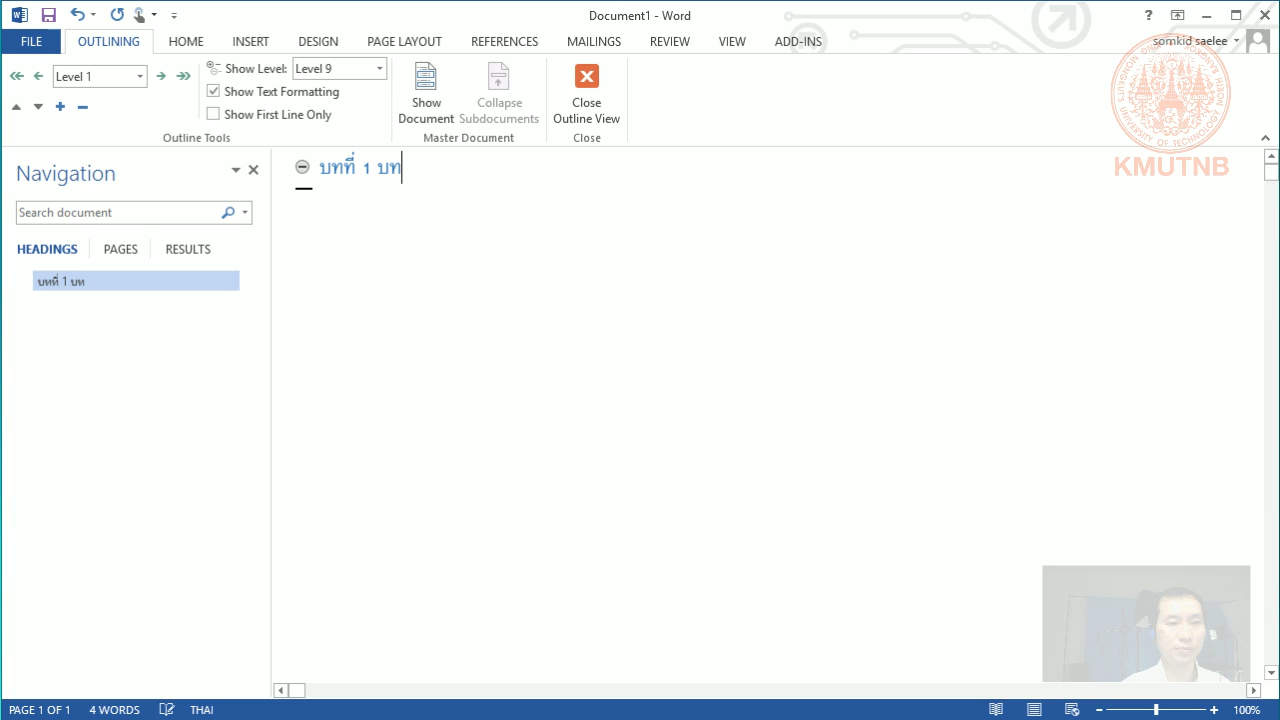 Document1 - Word
FILE OUTLINING HOME INSERT DESIGN PAGE LAYOUT REFERENCES MAILINGS REVIEW VIEW ADD-INS somkid saelee
Level 1 Show Level: Level 9
Show Text Formatting
Show First Line Only
Outline Tools
Show Document
Collapse Subdocuments
Master Document
Close Outline View
Close
KMUTNB
Navigation
Search document
HEADINGS PAGES RESULTS
บทที่ 1 บท
บทที่ 1 บท
PAGE 1 OF 1 4 WORDS THAI 100%